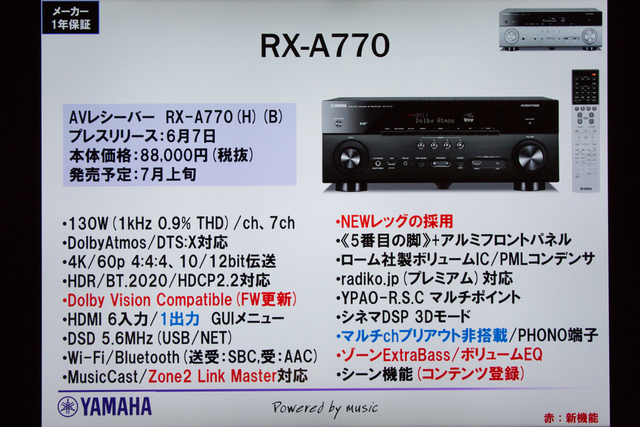 メーカー
1年保証
RX-A770
AVレシーバー RX-A770(H) (B)
プレスリリース:6月7日
本体価格:88,000円(税抜)
発売予定:7月上旬
YAMAHA
Dolby Atmos
AVENTAGE
・130W(1kHz 0.9% THD)/ch、7ch
・DolbyAtmos/DTS:X対応
・4K/60p 4:4:4、10/12bit伝送
・HDR/BT.2020/HDCP2.2対応
・Dolby Vision Compatible(FW更新)
・HDMI 6入力/1出力 GUIメニュー
・DSD 5.6MHz(USB/NET)
・Wi-Fi/Bluetooth(送受:SBC,受:AAC)
・MusicCast/Zone2 Link Master対応
・NEWレッグの採用
・《5番目の脚》+アルミフロントパネル
・ローム社製ボリュームIC/PMLコンデンサ
・radiko.jp(プレミアム)対応
・YPAO-R.S.C マルチポイント
・シネマDSP 3Dモード
・マルチchプリアウト非搭載/PHONO端子
・ゾーンExtraBass/ボリュームEQ
・シーン機能(コンテンツ登録)
YAMAHA
Powered by music
赤:新機能